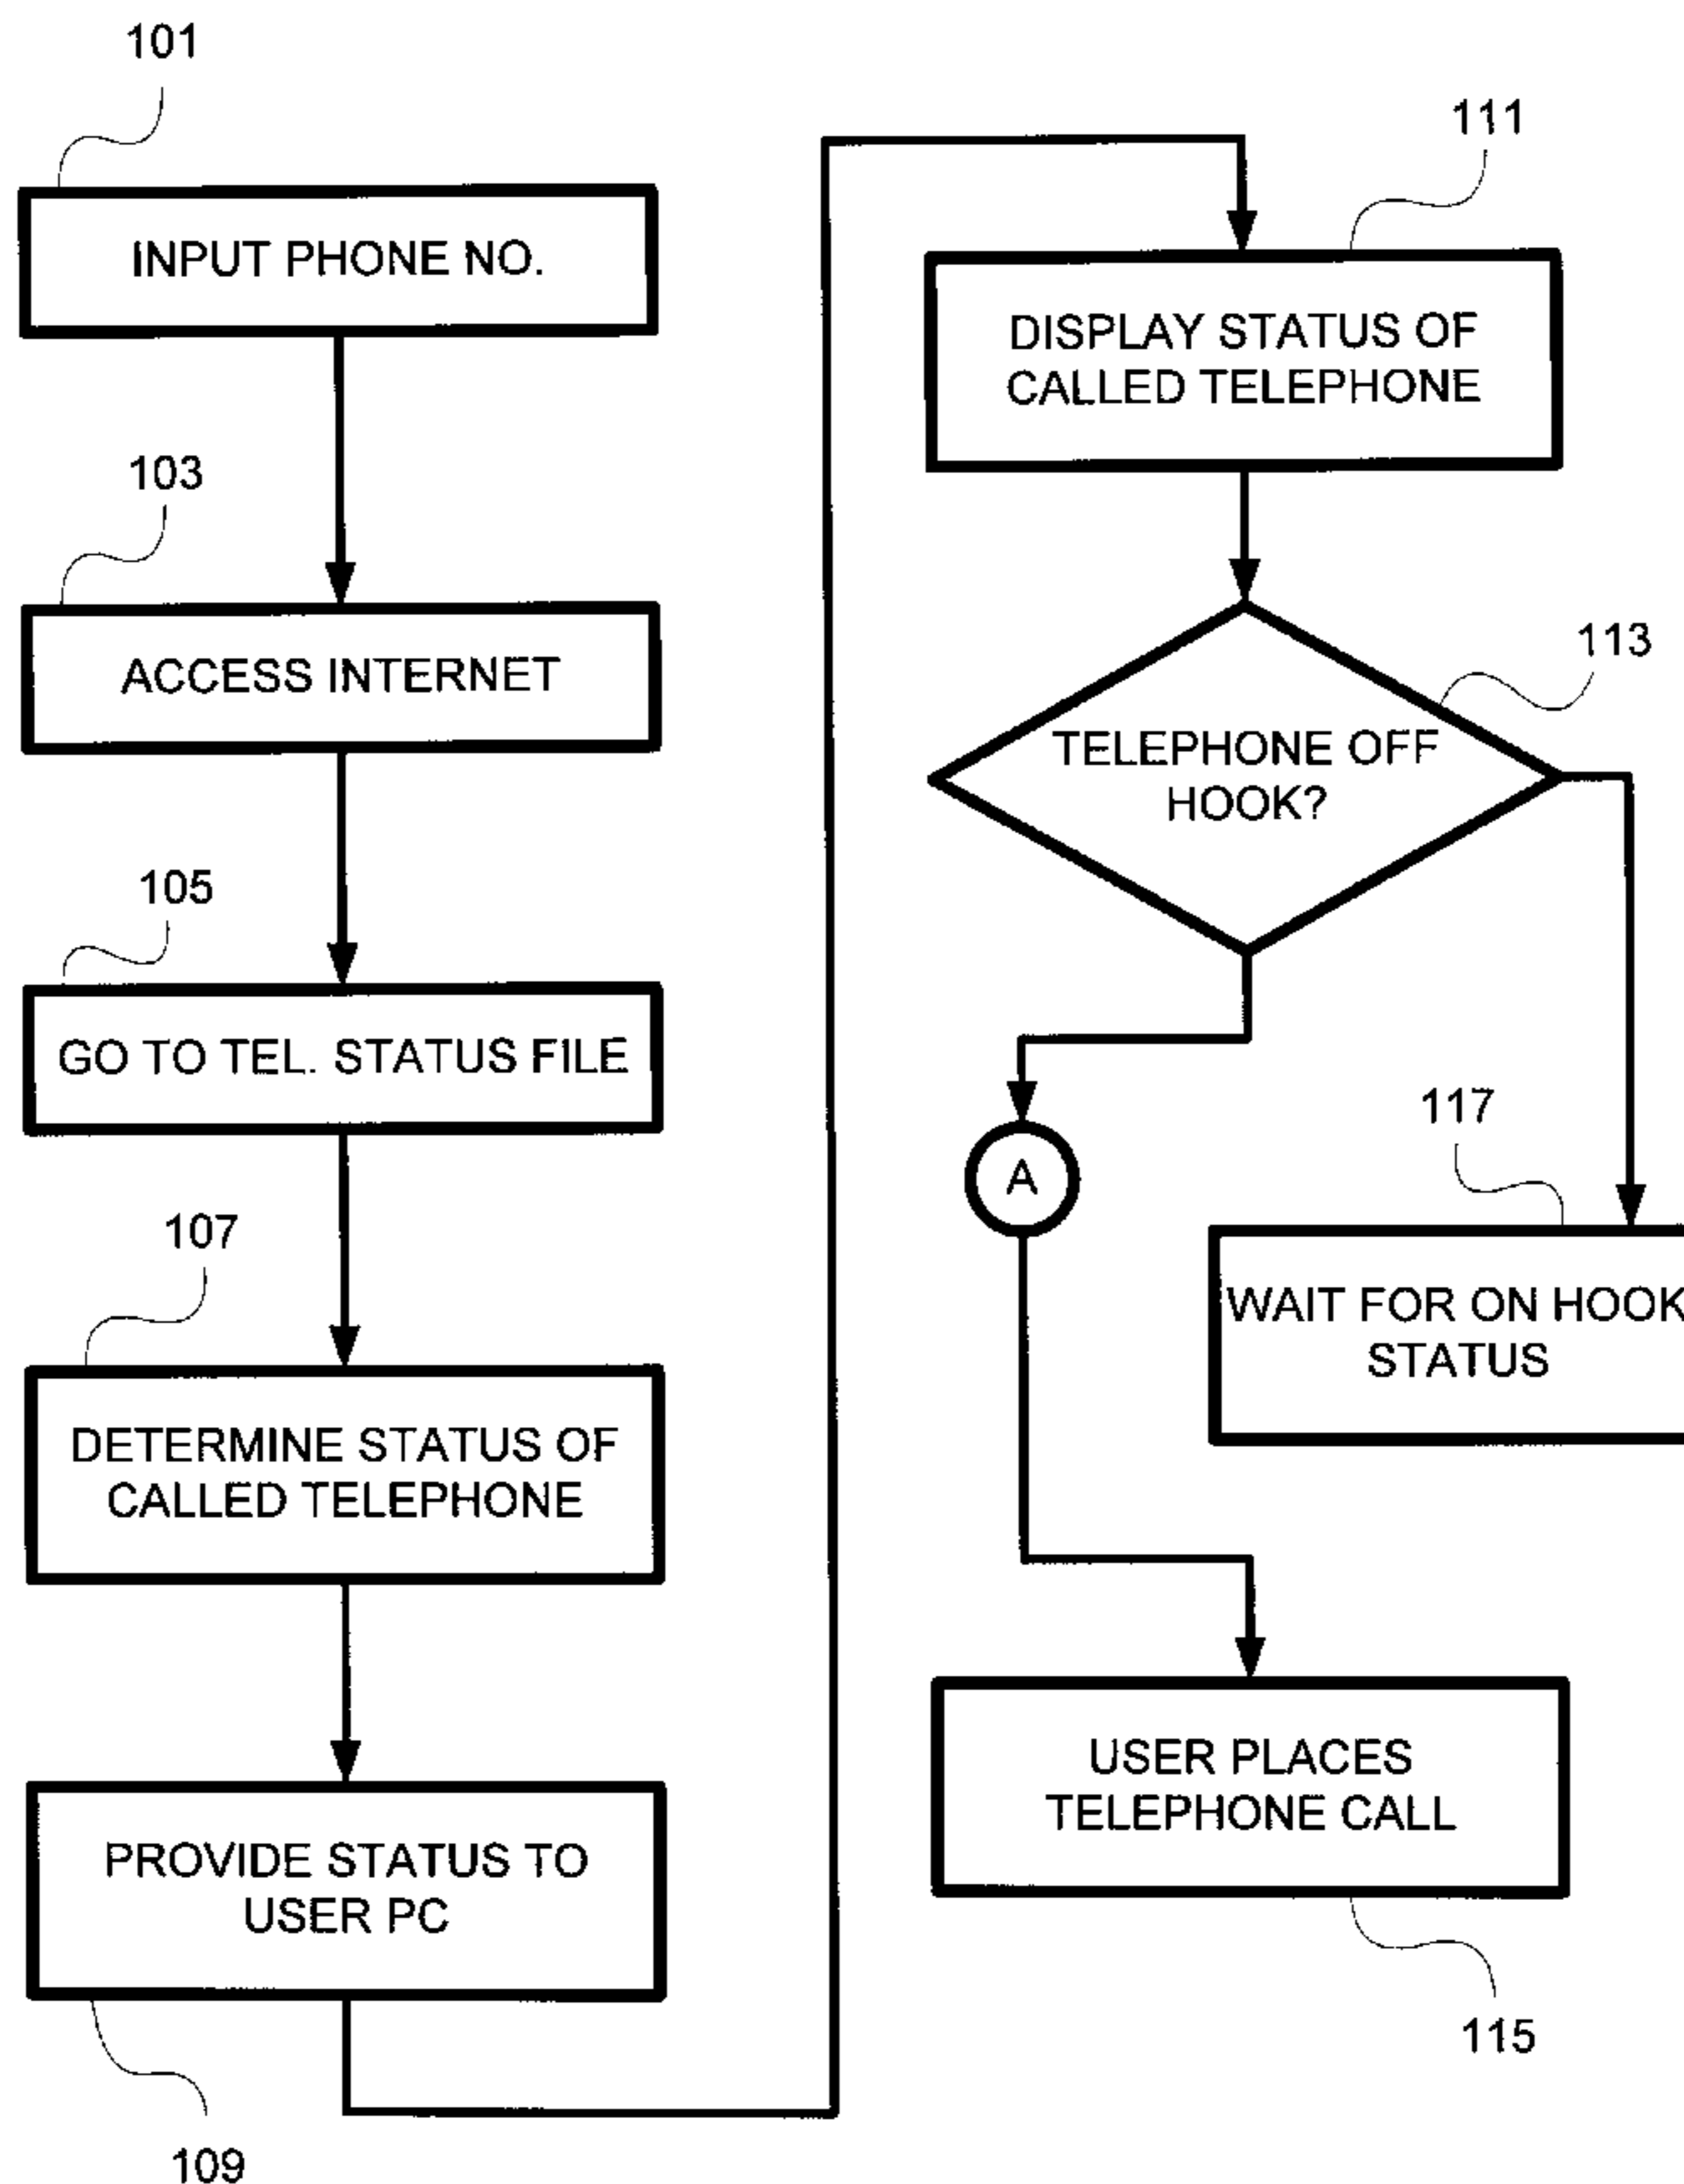 101
INPUT PHONE NO.
103
ACCESS INTERNET
105
GO TO TEL. STATUS FILE
107
DETERMINE STATUS OF
CALLED TELEPHONE
PROVIDE STATUS TO
USER PC
109
111
DISPLAY STATUS OF
CALLED TELEPHONE
113
TELEPHONE OFF
HOOK?
A
117
WAIT FOR ON HOOK
STATUS
USER PLACES
TELEPHONE CALL
115